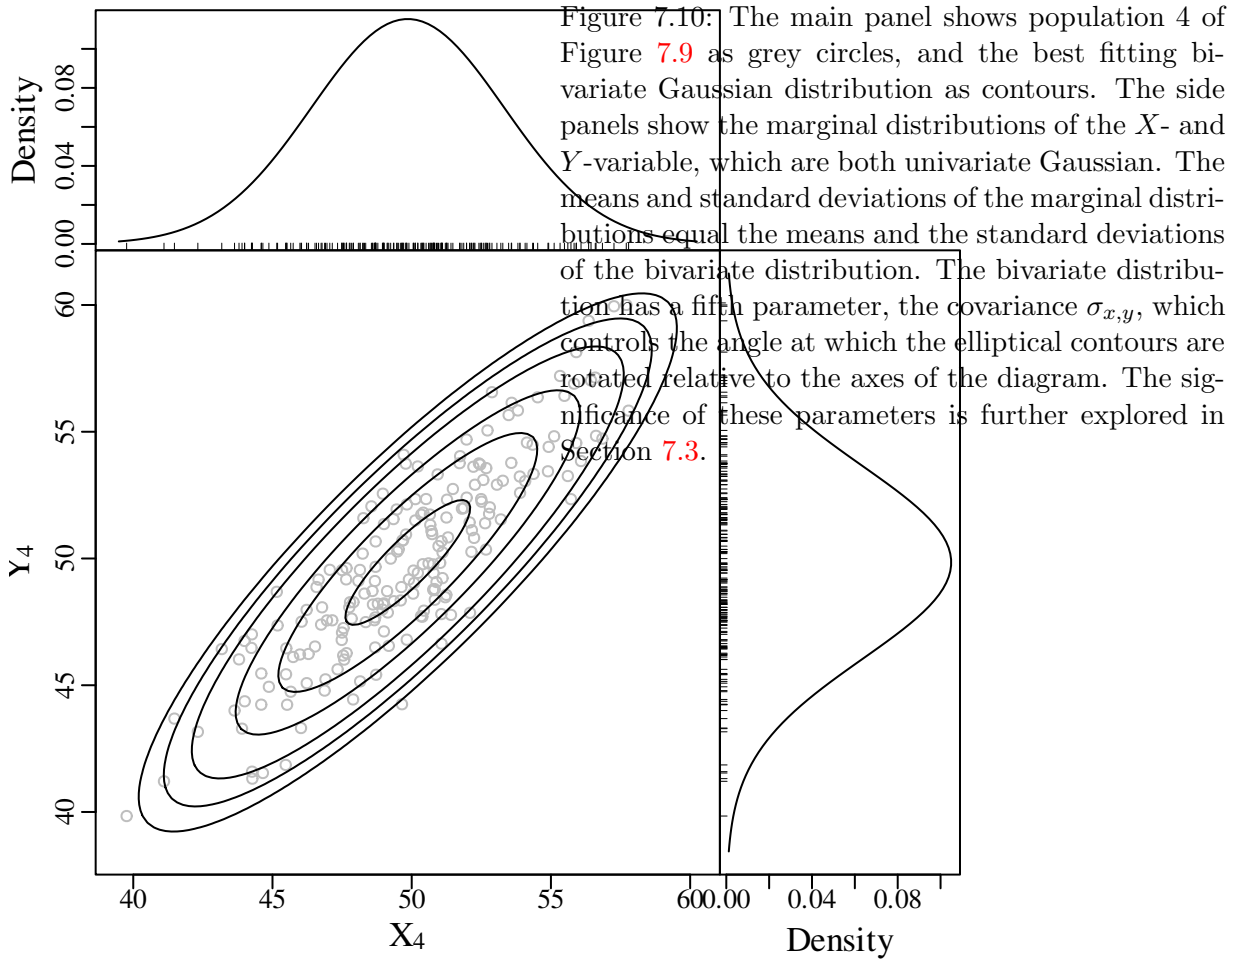 Figure 7.10: The main panel shows population 4 of
Figure 7.9 as grey circles, and the best fitting bi-
variate Gaussian distribution as contours. The side
panels show the marginal distributions of the X- and
Y-variable, which are both univariate Gaussian. The
means and standard deviations of the marginal distri-
butions equal the means and the standard deviations
of the bivariate distribution. The bivariate distribu-
tion has a fifth parameter, the covariance σx,y, which
controls the angle at which the elliptical contours are
rotated relative to the axes of the diagram. The sig-
nificance of these parameters is further explored in
Section 7.3.
Density
0.00 0.04 0.08
Y4
40 45 50 55 60
40 45 50 55 60
X4
0.00 0.04 0.08
Density